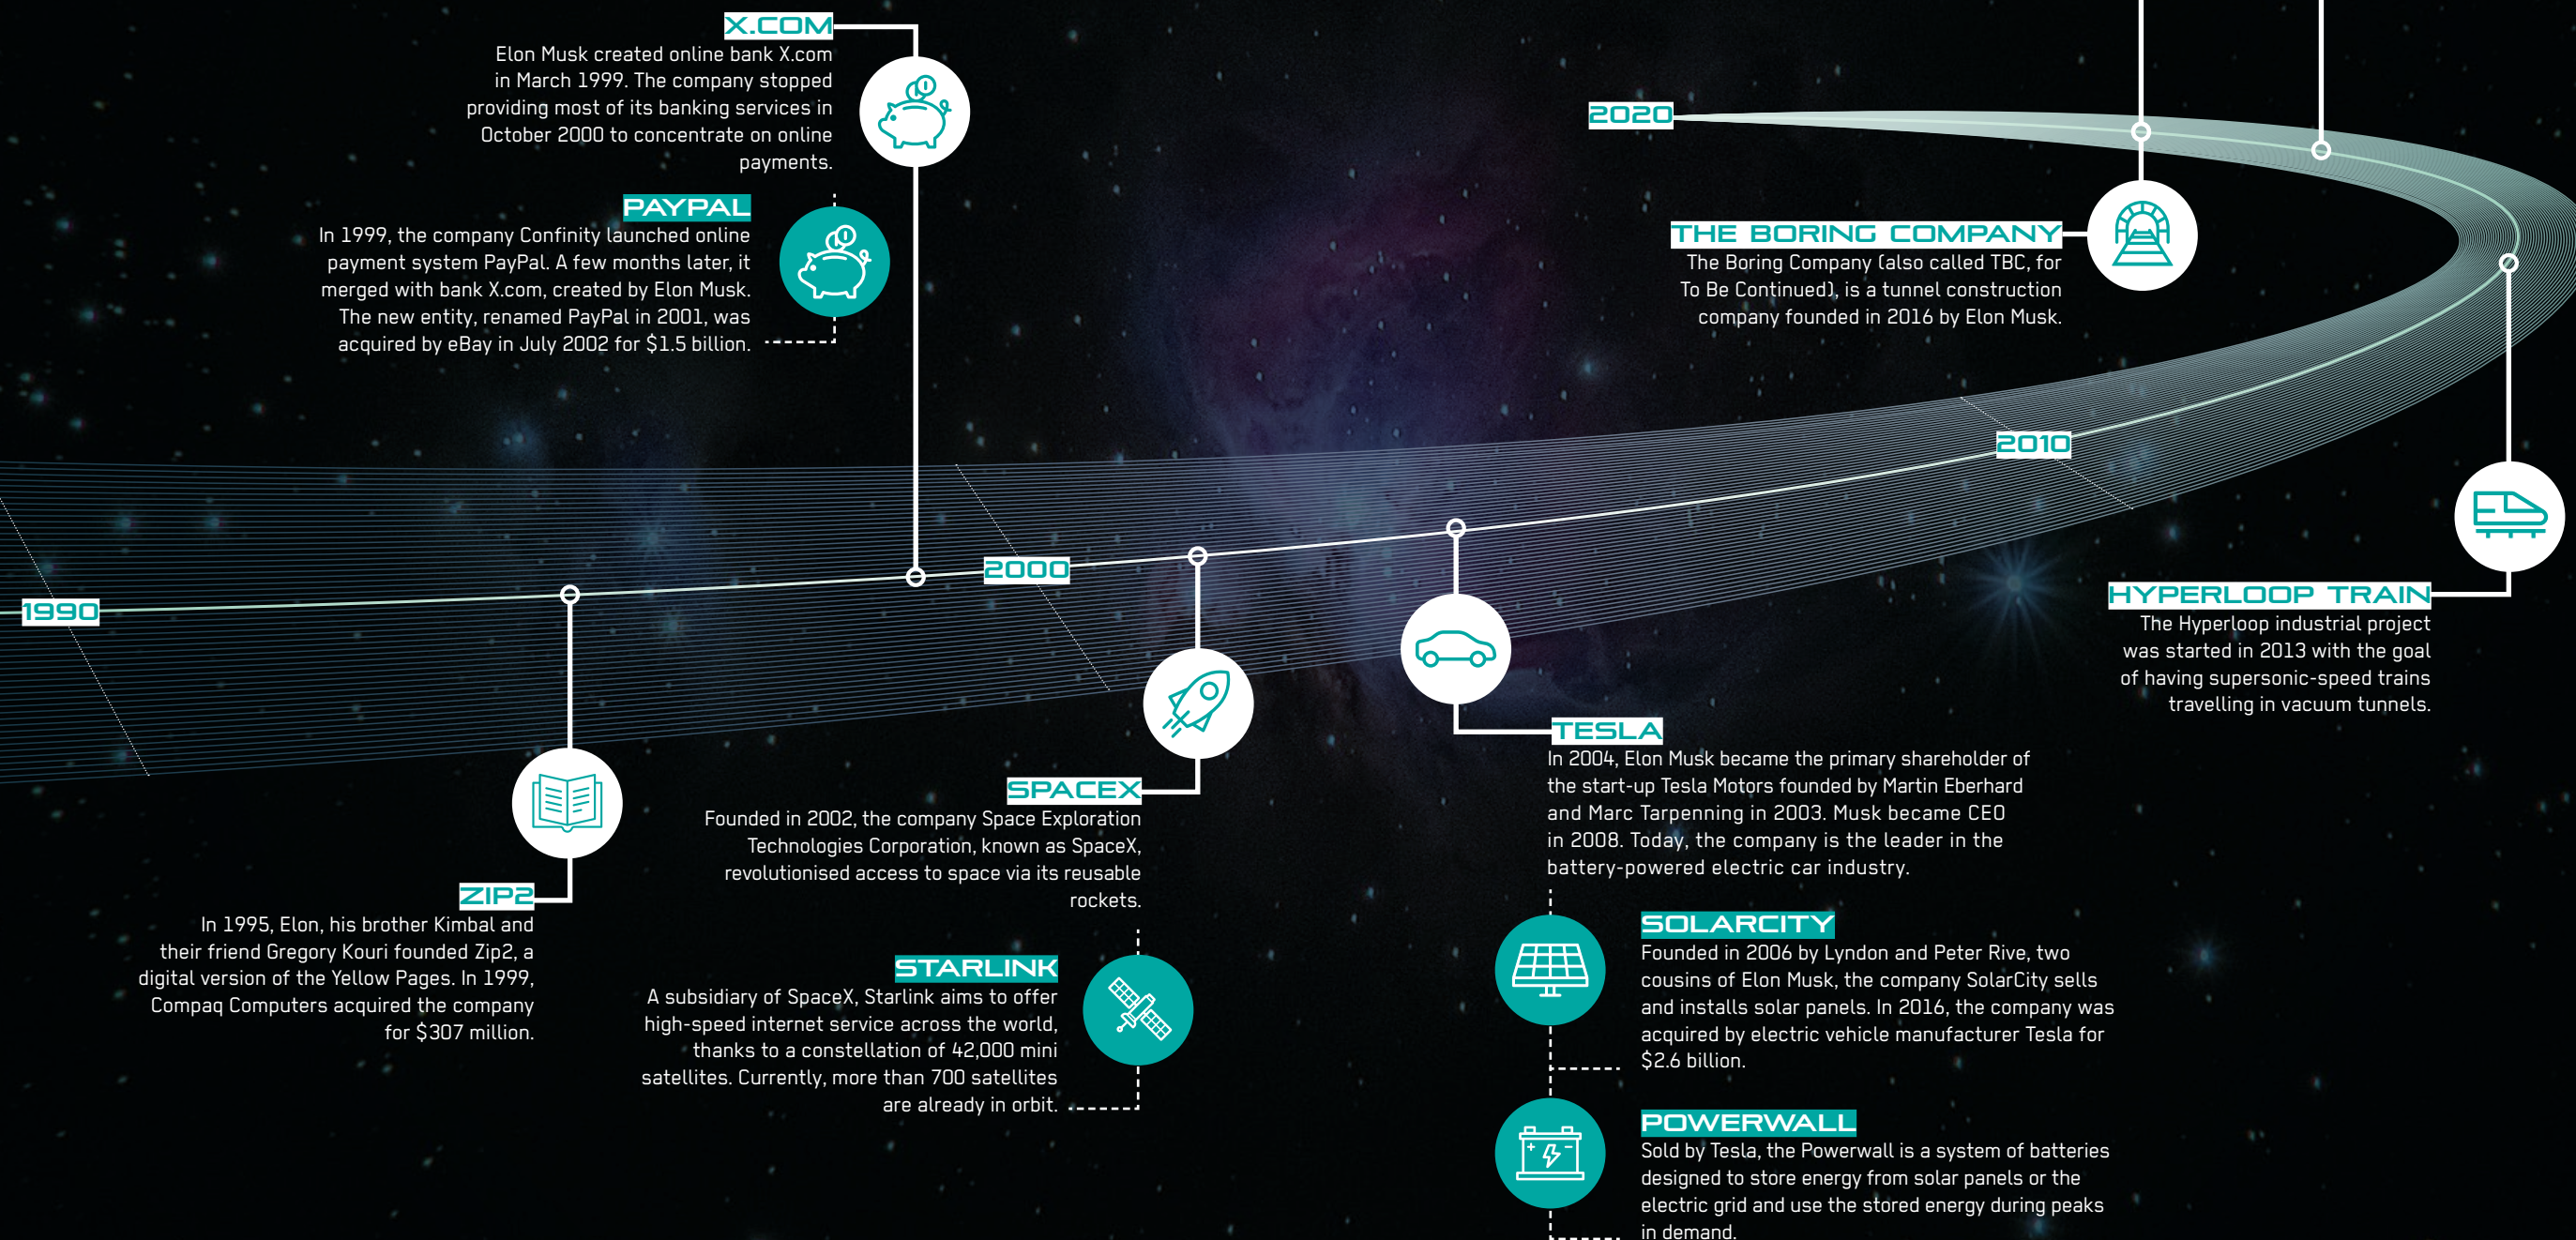 X.COM
Elon Musk created online bank X.com
in March 1999. The company stopped
providing most of its banking services in
October 2000 to concentrate on online
payments.
PAYPAL
In 1999, the company Confinity launched online
payment system PayPal. A few months later, it
merged with bank X.com, created by Elon Musk.
The new entity, renamed PayPal in 2001, was
acquired by eBay in July 2002 for $1.5 billion.
2020
THE BORING COMPANY
The Boring Company (also called TBC, for
To Be Continued), is a tunnel construction
company founded in 2016 by Elon Musk.
2010
2000
1990
HYPERLOOP TRAIN
The Hyperloop industrial project
was started in 2013 with the goal
of having supersonic-speed trains
travelling in vacuum tunnels.
TESLA
In 2004, Elon Musk became the primary shareholder of
the start-up Tesla Motors founded by Martin Eberhard
and Marc Tarpenning in 2003. Musk became CEO
in 2008. Today, the company is the leader in the
battery-powered electric car industry.
SPACEX
Founded in 2002, the company Space Exploration
Technologies Corporation, known as SpaceX,
revolutionised access to space via its reusable
rockets.
ZIP2
In 1995, Elon, his brother Kimbal and
their friend Gregory Kouri founded Zip2, a
digital version of the Yellow Pages. In 1999,
Compaq Computers acquired the company
for $307 million.
STARLINK
A subsidiary of SpaceX, Starlink aims to offer
high-speed internet service across the world,
thanks to a constellation of 42,000 mini
satellites. Currently, more than 700 satellites
are already in orbit.
SOLARCITY
Founded in 2006 by Lyndon and Peter Rive, two
cousins of Elon Musk, the company SolarCity sells
and installs solar panels. In 2016, the company was
acquired by electric vehicle manufacturer Tesla for
$2.6 billion.
POWERWALL
Sold by Tesla, the Powerwall is a system of batteries
designed to store energy from solar panels or the
electric grid and use the stored energy during peaks
in demand.